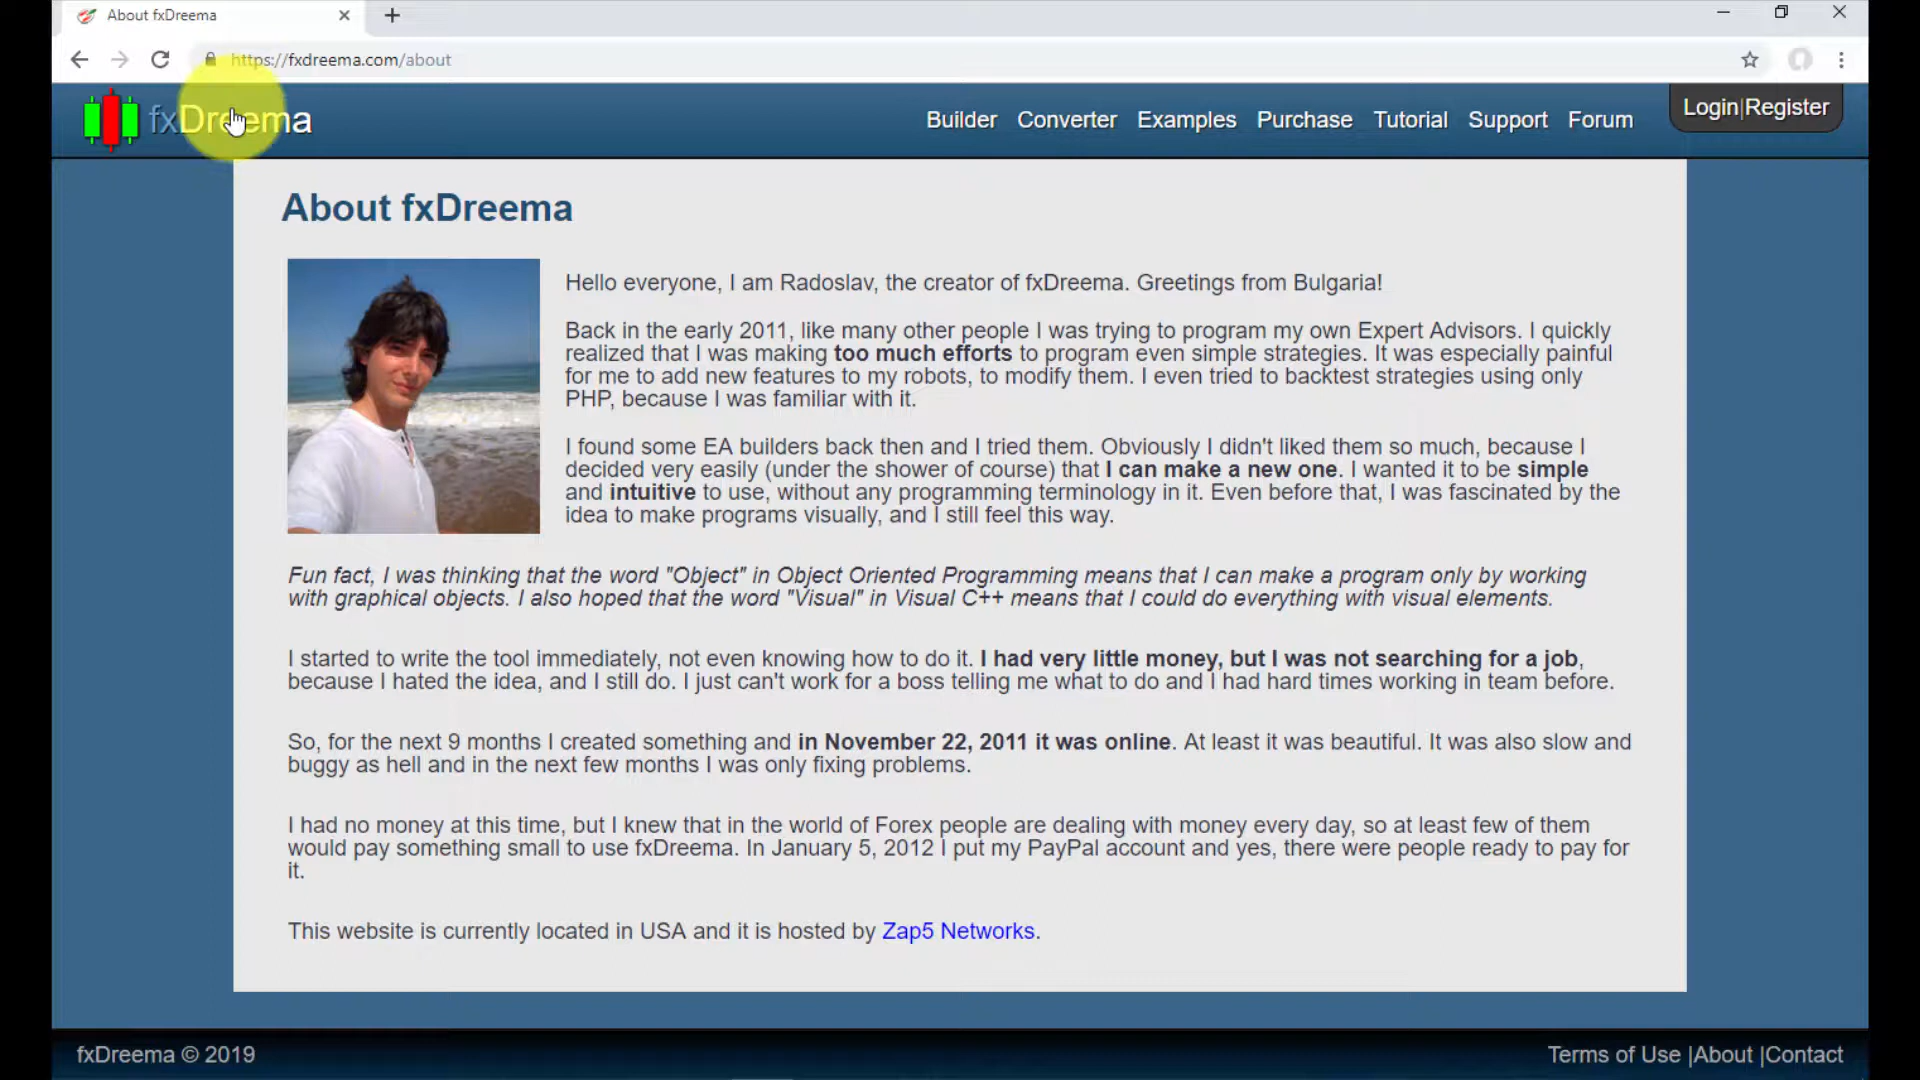 About fxDreema
https://fxdreema.com/about
fxDreema
Builder Converter Examples Purchase Tutorial Support Forum Login|Register
About fxDreema
Hello everyone, I am Radoslav, the creator of fxDreema. Greetings from Bulgaria!
Back in the early 2011, like many other people I was trying to program my own Expert Advisors. I quickly
realized that I was making too much efforts to program even simple strategies. It was especially painful
for me to add new features to my robots, to modify them. I even tried to backtest strategies using only
PHP, because I was familiar with it.
I found some EA builders back then and I tried them. Obviously I didn't liked them so much, because I
decided very easily (under the shower of course) that I can make a new one. I wanted it to be simple
and intuitive to use, without any programming terminology in it. Even before that, I was fascinated by the
idea to make programs visually, and I still feel this way.
Fun fact, I was thinking that the word "Object" in Object Oriented Programming means that I can make a program only by working
with graphical objects. I also hoped that the word "Visual" in Visual C++ means that I could do everything with visual elements.
I started to write the tool immediately, not even knowing how to do it. I had very little money, but I was not searching for a job,
because I hated the idea, and I still do. I just can't work for a boss telling me what to do and I had hard times working in team before.
So, for the next 9 months I created something and in November 22, 2011 it was online. At least it was beautiful. It was also slow and
buggy as hell and in the next few months I was only fixing problems.
I had no money at this time, but I knew that in the world of Forex people are dealing with money every day, so at least few of them
would pay something small to use fxDreema. In January 5, 2012 I put my PayPal account and yes, there were people ready to pay for
it.
This website is currently located in USA and it is hosted by Zap5 Networks.
fxDreema © 2019
Terms of Use |About |Contact